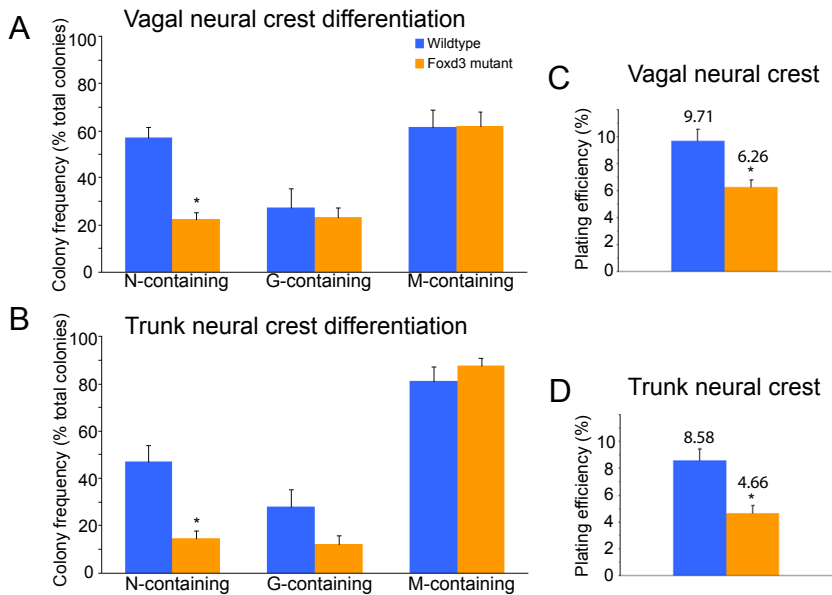 A
Vagal neural crest differentiation
Colony frequency (% total colonies)
100
80
60
40
20
0
Wildtype
Foxd3 mutant
*
N-containing
G-containing
M-containing
B
Trunk neural crest differentiation
Colony frequency (% total colonies)
100
80
60
40
20
0
*
N-containing
G-containing
M-containing
C
Vagal neural crest
Plating efficiency (%)
10
8
6
4
2
0
9.71
6.26
*
D
Trunk neural crest
Plating efficiency (%)
10
8
6
4
2
0
8.58
4.66
*